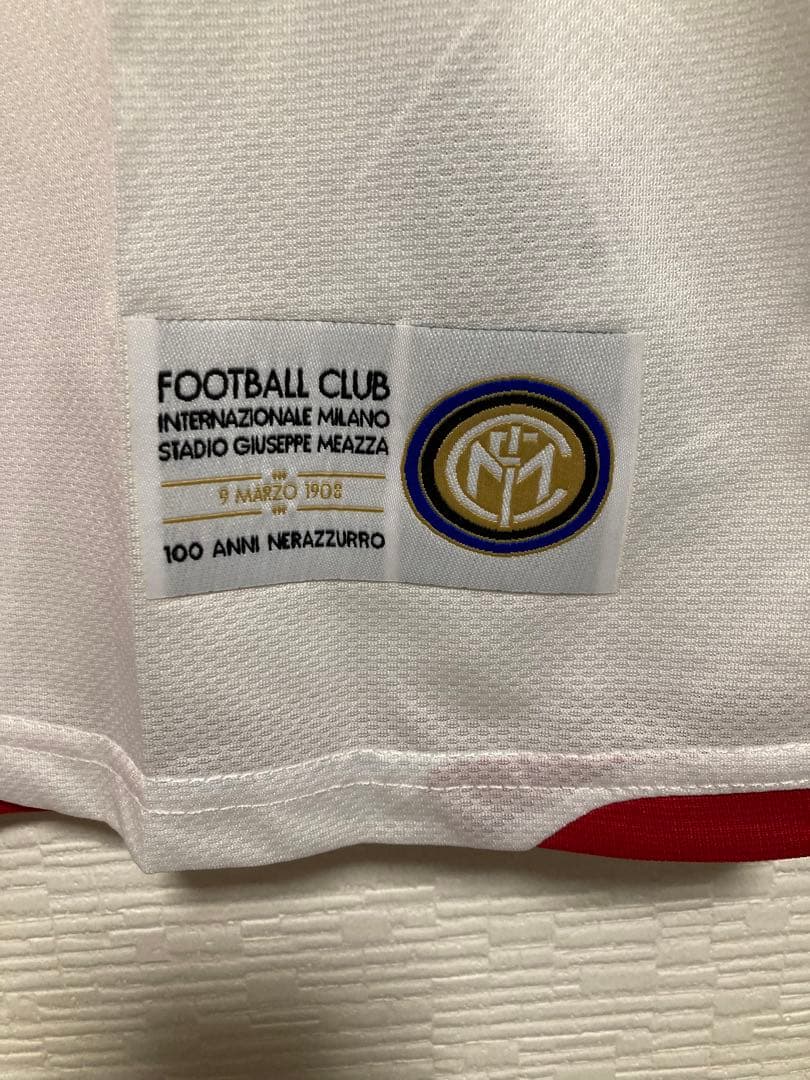 FOOTBALL CLUB
INTERNAZIONALE MILANO
STADIO GIUSEPPE MEAZZA
9 MARZO 1908
100 ANNI NERAZZURRO